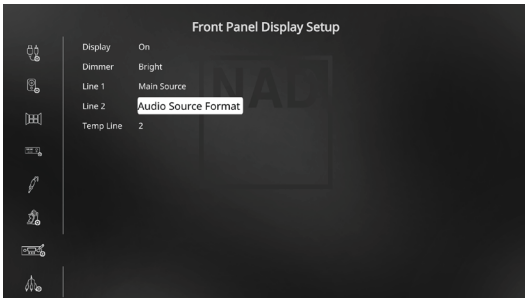 Front Panel Display Setup
Display On
Dimmer Bright
Line 1 Main Source
Line 2 Audio Source Format
Temp Line 2
NAD